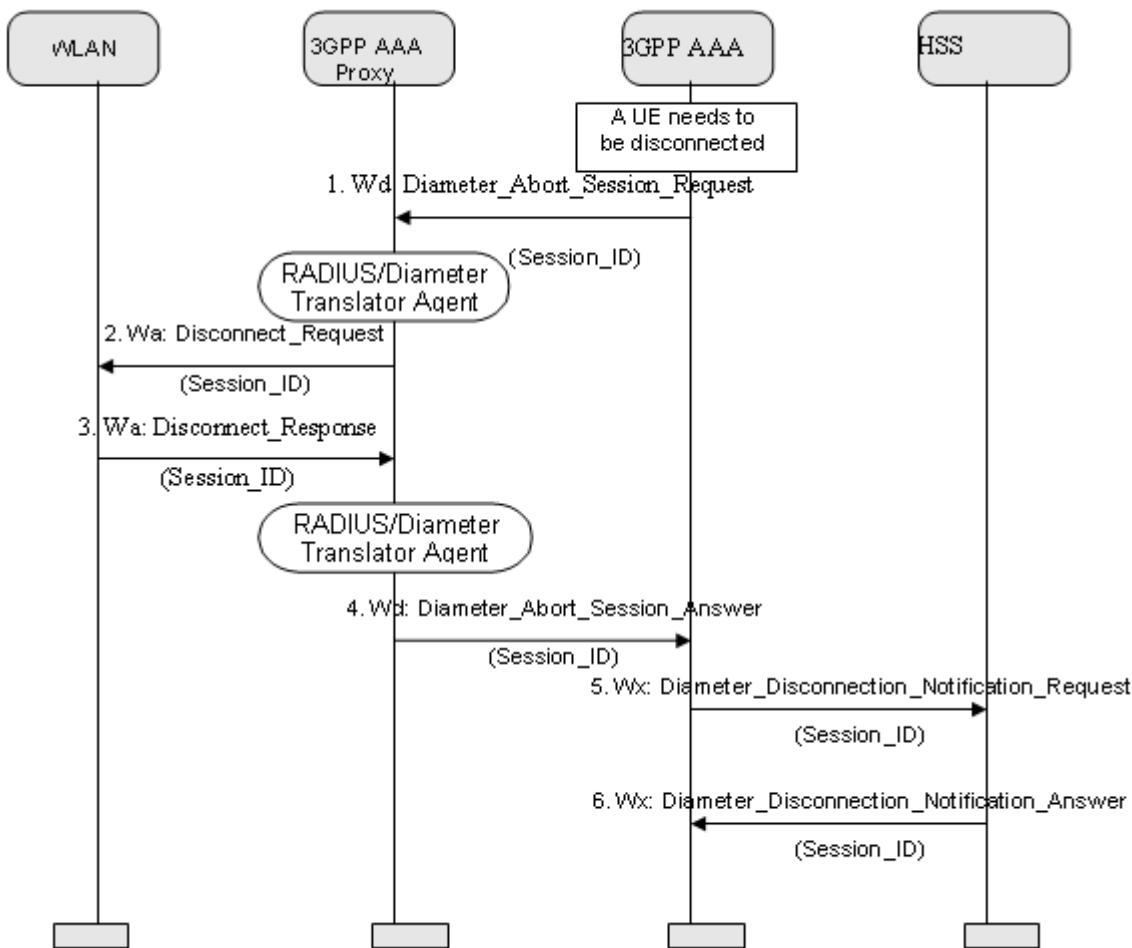 WLAN
3GPP AAA
Proxy
3GPP AAA
HSS
A UE needs to
be disconnected
1. Wd: Diameter_Abort_Session_Request
(Session_ID)
RADIUS/Diameter
Translator Agent
2. Wa: Disconnect_Request
(Session_ID)
3. Wa: Disconnect_Response
(Session_ID)
RADIUS/Diameter
Translator Agent
4. Wd: Diameter_Abort_Session_Answer
(Session_ID)
5. Wx: Diameter_Disconnection_Notification_Request
(Session_ID)
6. Wx: Diameter_Disconnection_Notification_Answer
(Session_ID)